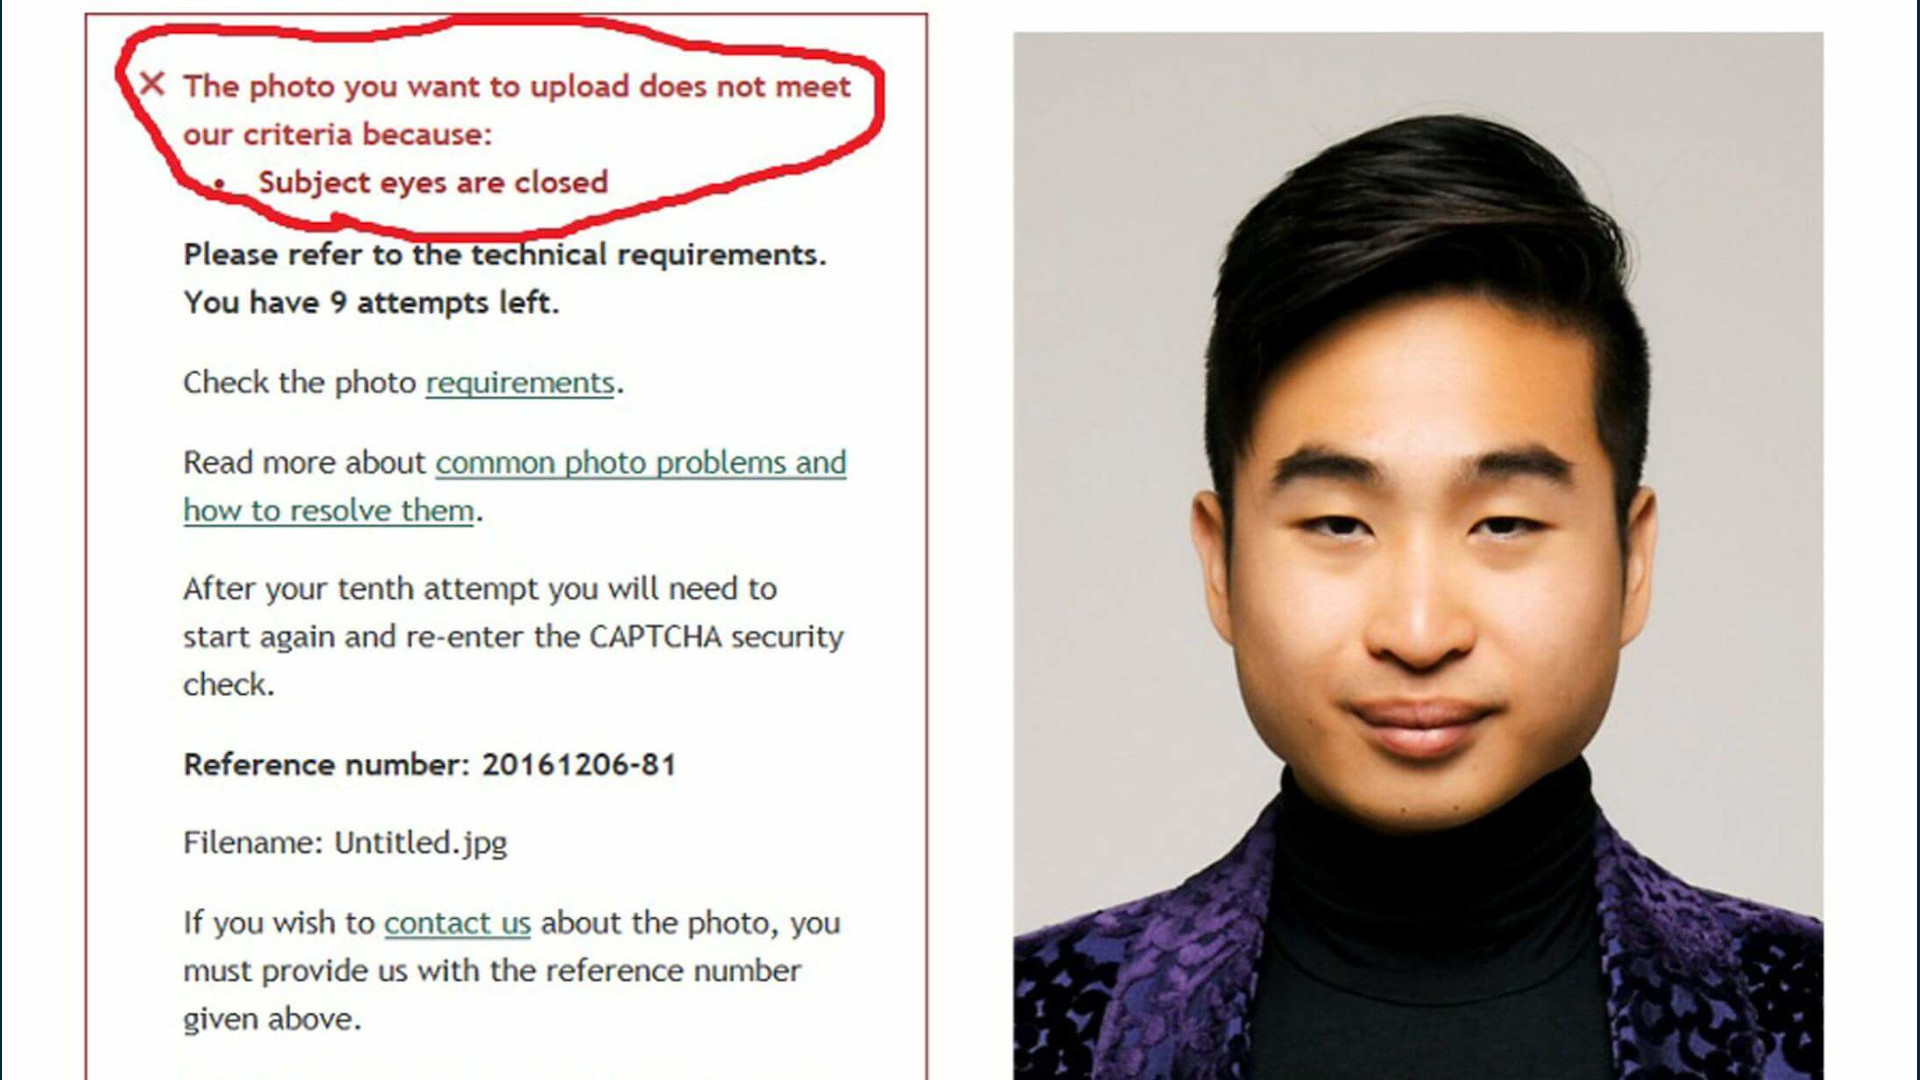 The photo you want to upload does not meet
our criteria because:
• Subject eyes are closed
Please refer to the technical requirements.
You have 9 attempts left.
Check the photo requirements.
Read more about common photo problems and
how to resolve them.
After your tenth attempt you will need to
start again and re-enter the CAPTCHA security
check.
Reference number: 20161206-81
Filename: Untitled.jpg
If you wish to contact us about the photo, you
must provide us with the reference number
given above.